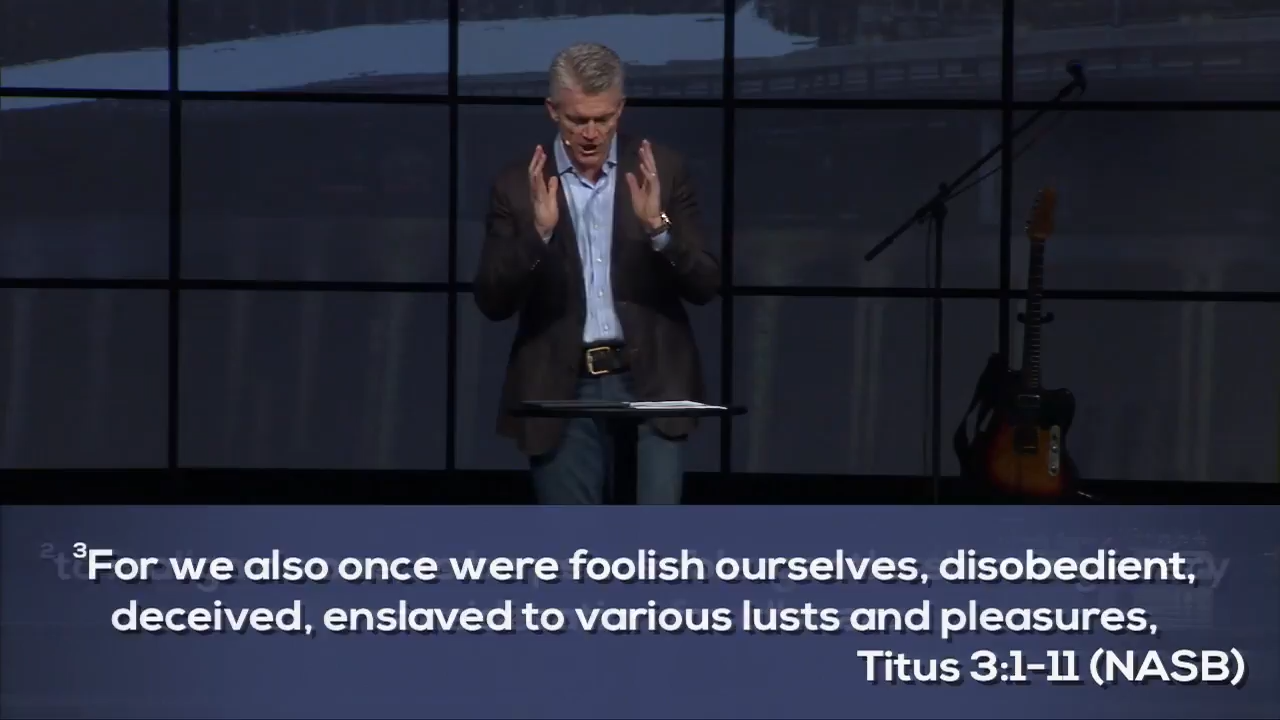 ³For we also once were foolish ourselves, disobedient,
deceived, enslaved to various lusts and pleasures,
Titus 3:1-11 (NASB)